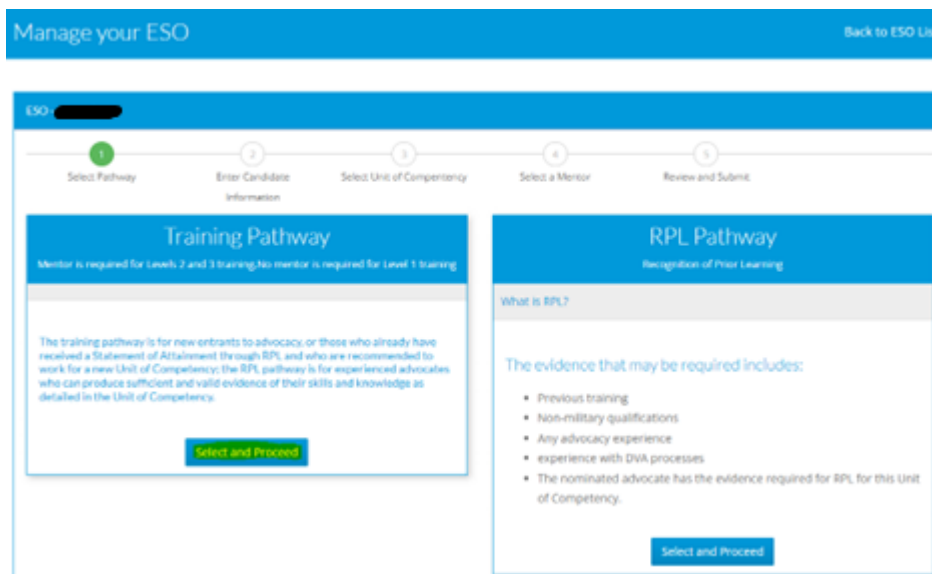 Manage your ESO
Back to ESO Lis
ESO -
1
2
3
4
5
Select Pathway
Enter Candidate
Information
Select Unit of Compentency
Select a Mentor
Review and Submit
Training Pathway
Mentor is required for Levels 2 and 3 training.No mentor is required for Level 1 training
The training pathway is for new entrants to advocacy, or those who already have
received a Statement of Attainment through RPL and who are recommended to
work for a new Unit of Competency; the RPL pathway is for experienced advocates
who can produce sufficient and valid evidence of their skills and knowledge as
detailed in the Unit of Competency.
Select and Proceed
RPL Pathway
Recognition of Prior Learning
What is RPL?
The evidence that may be required includes:
Previous training
Non-military qualifications
Any advocacy experience
experience with DVA processes
The nominated advocate has the evidence required for RPL for this Unit
of Competency.
Select and Proceed